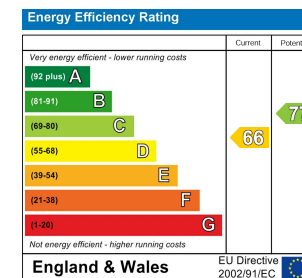 Energy Efficiency Rating
Current
Very energy efficient - lower running costs
(92 plus) A
(81-91) B
(69-80) C
(55-68) D
66
(39-54) E
(21-38) F
(1-20) G
Not energy efficient - higher running costs
England & Wales
EU Directive
2002/91/EC